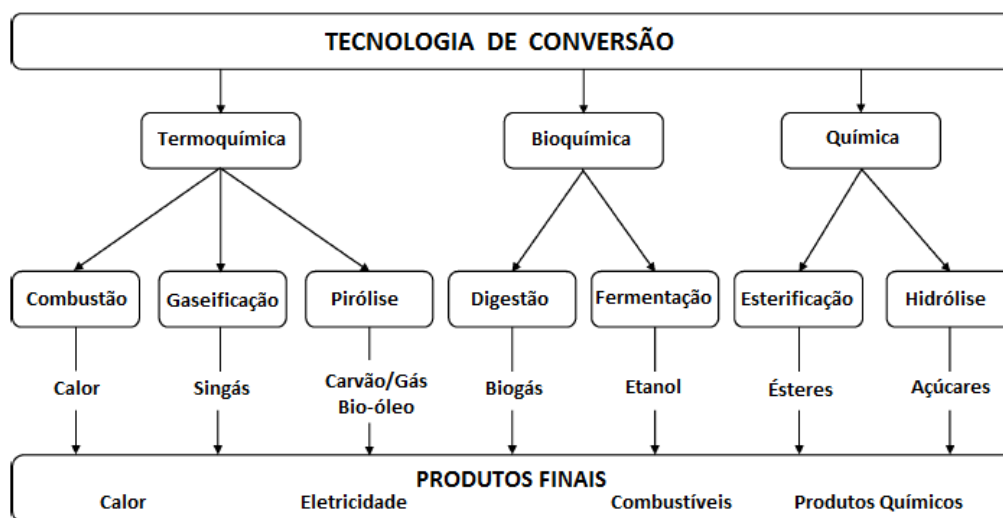 TECNOLOGIA DE CONVERSÃO
Termoquímica
Bioquímica
Química
Combustão
Gaseificação
Pirólise
Digestão
Fermentação
Esterificação
Hidrólise
Calor
Singás
Carvão/Gás
Bio-óleo
Biogás
Etanol
Ésteres
Açúcares
PRODUTOS FINAIS
Calor
Eletricidade
Combustíveis
Produtos Químicos